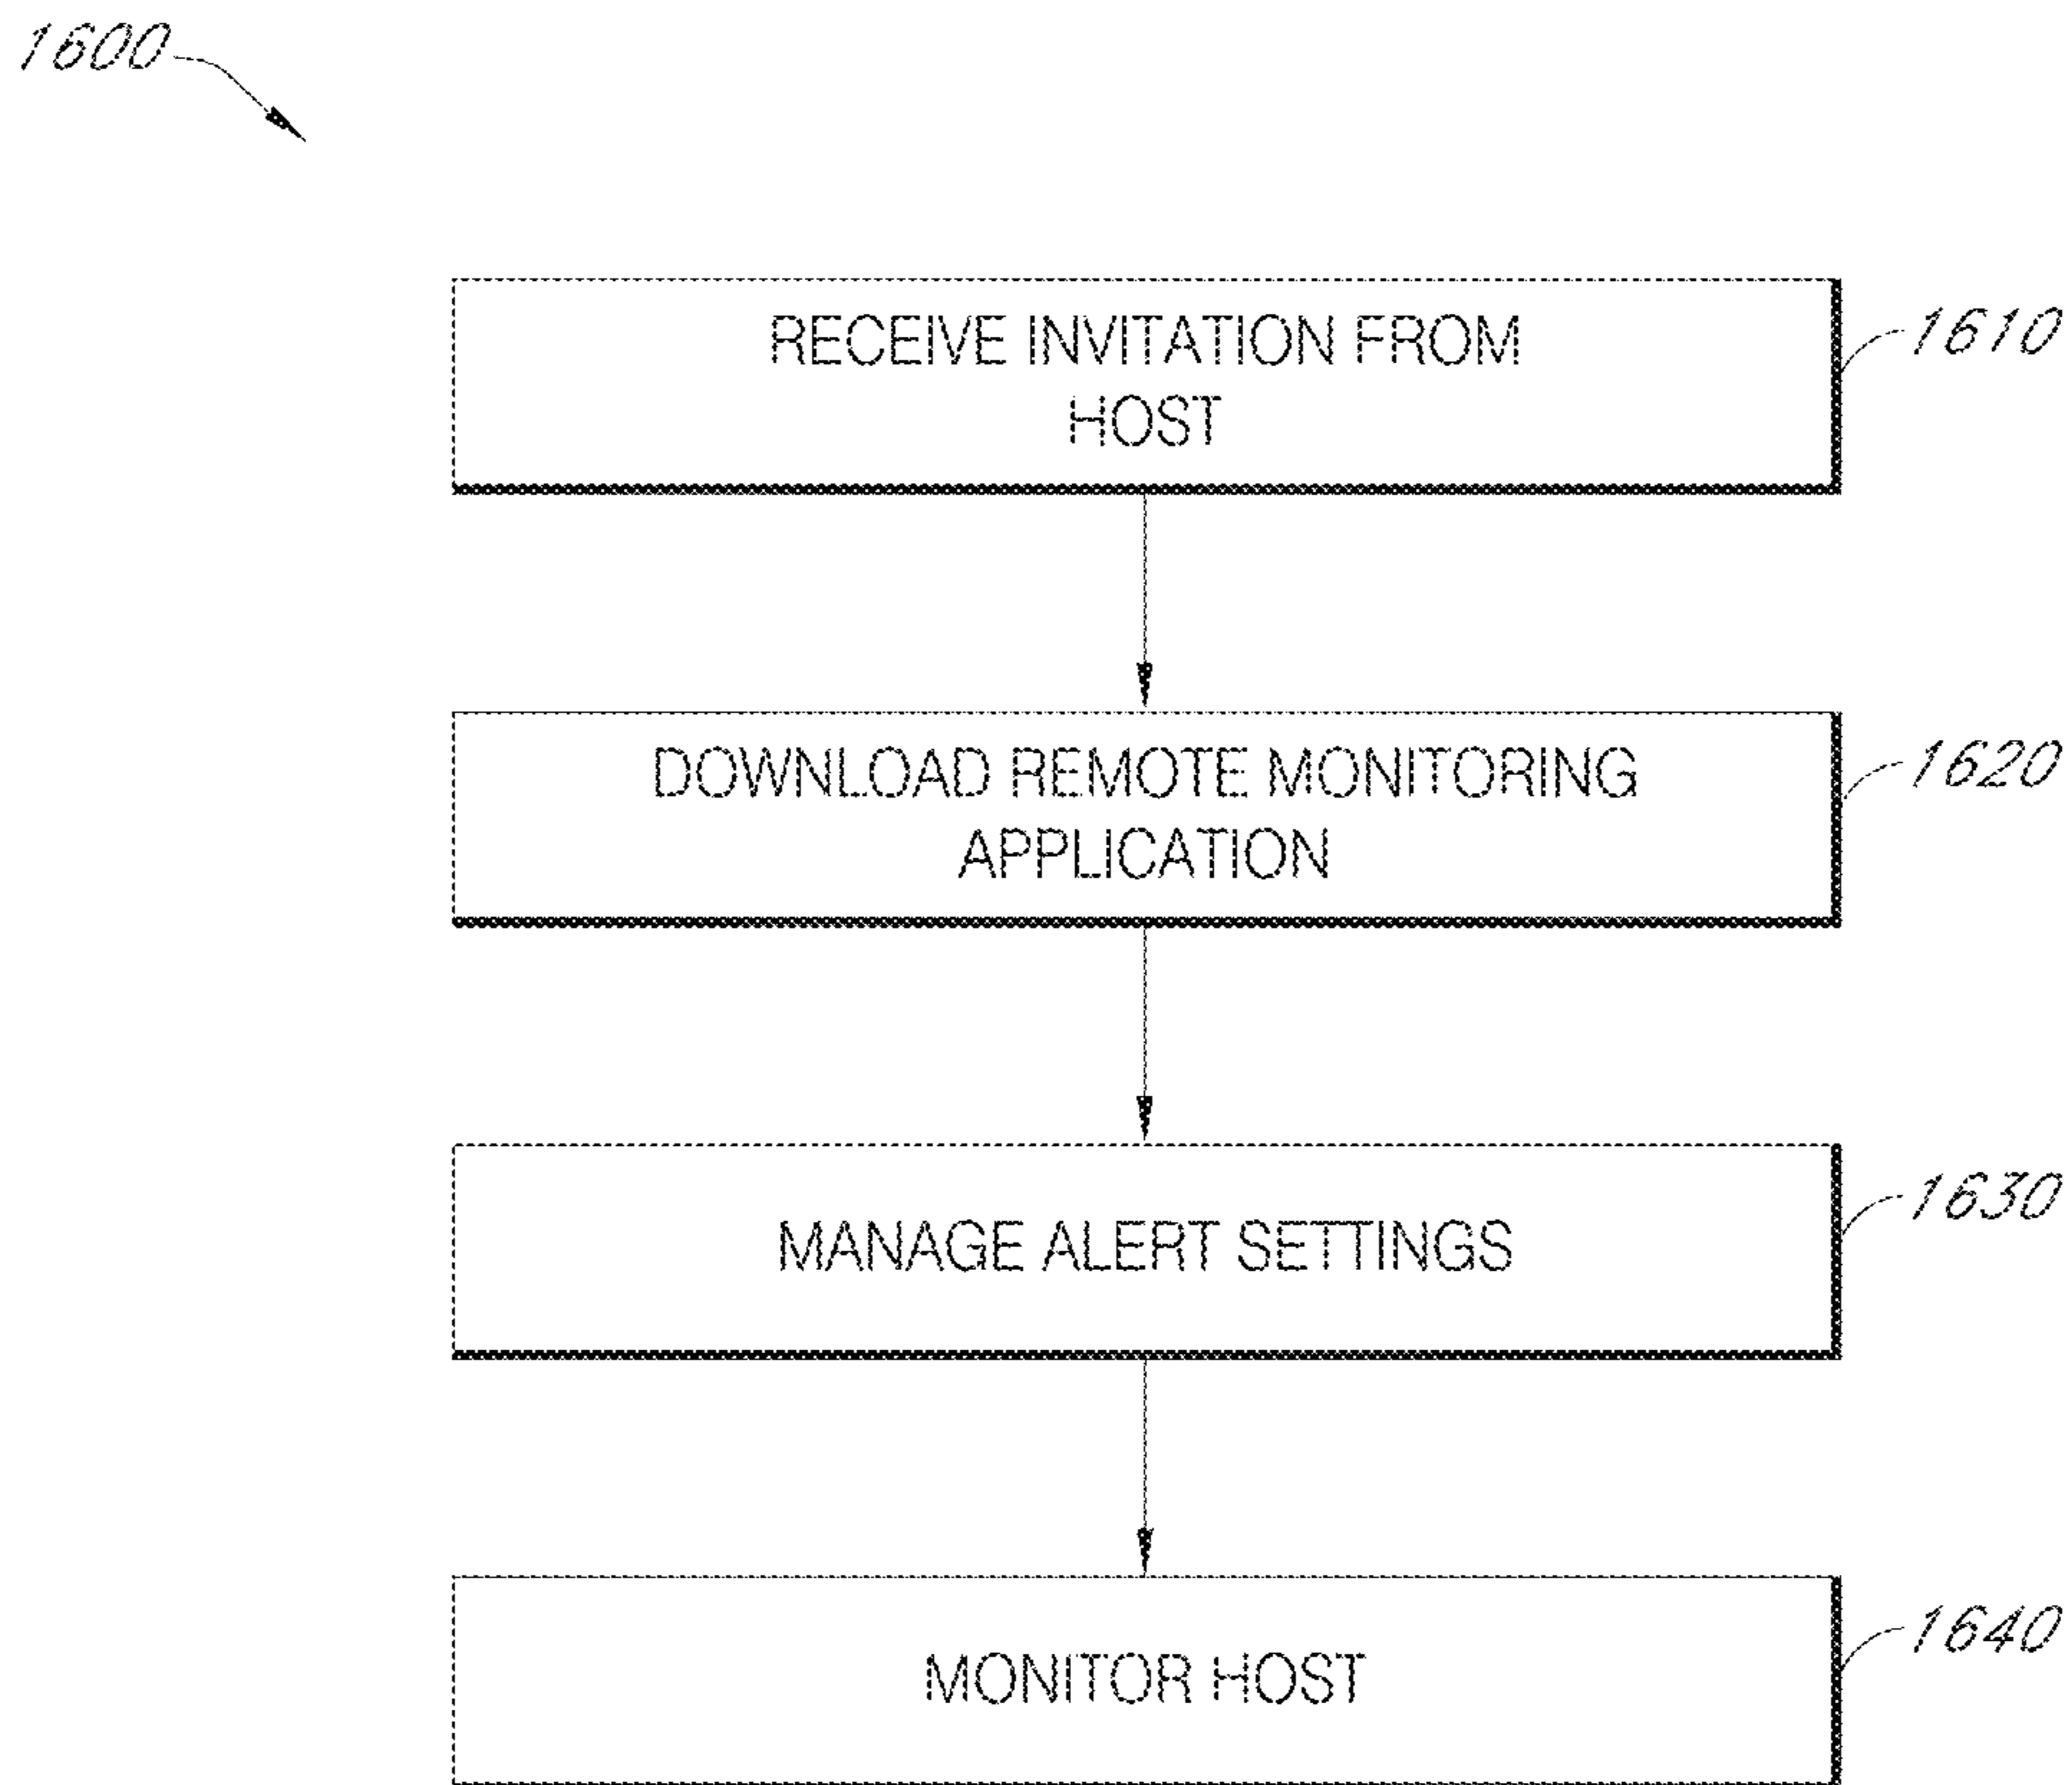 1600
RECEIVE INVITATION FROM
HOST
1610
DOWNLOAD REMOTE MONITORING
APPLICATION
1620
MANAGE ALERT SETTINGS
1630
MONITOR HOST
1640